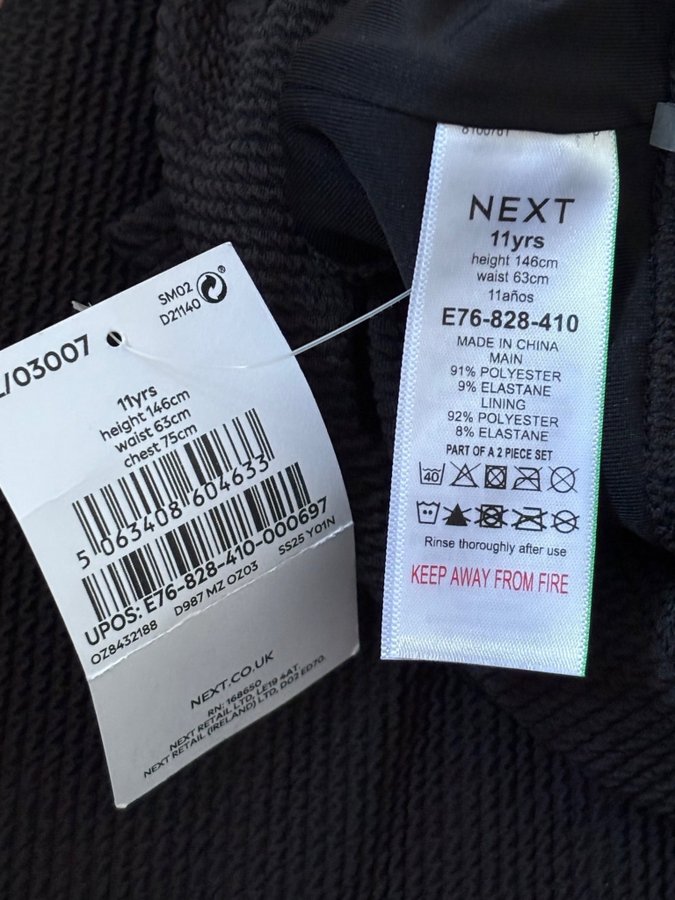 SM02
D21140
/03007
11yrs
height 146cm
waist 63cm
chest 75cm
5 063408 604633
UPOS: E76-828-410-000697
OZ8432188 D987 MZ OZ03 SS25 Y01N
NEXT.CO.UK
RN: 168650
NEXT RETAIL LTD, LE19 4AT.
NEXT RETAIL (IRELAND) LTD, D02 ED70.
NEXT
11yrs
height 146cm
waist 63cm
11años
E76-828-410
MADE IN CHINA
MAIN
91% POLYESTER
9% ELASTANE
LINING
92% POLYESTER
8% ELASTANE
PART OF A 2 PIECE SET
40
Rinse thoroughly after use
KEEP AWAY FROM FIRE